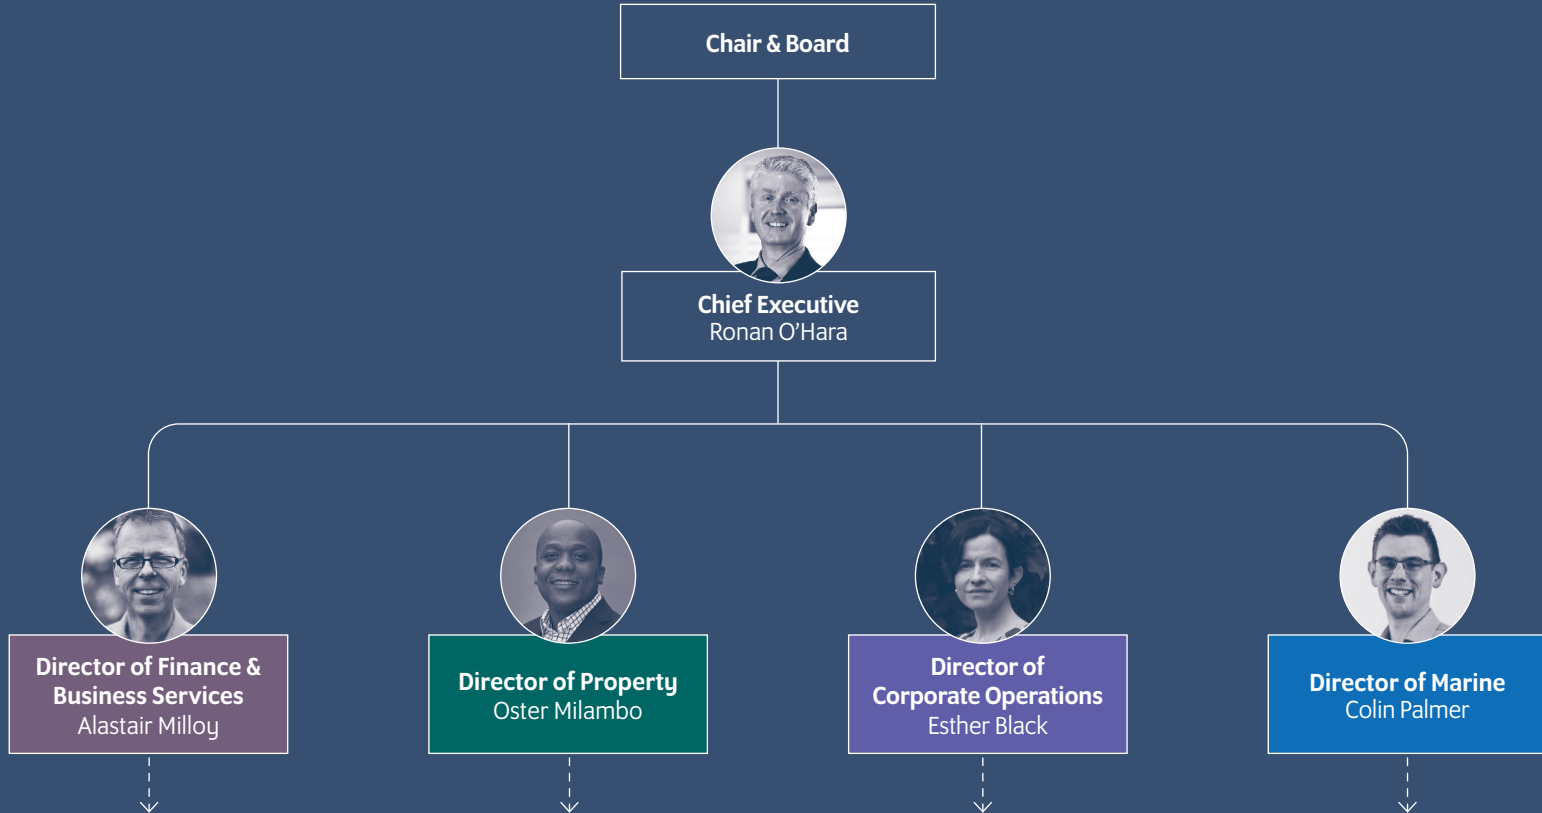 Chair & Board
Chief Executive
Ronan O’Hara
Director of Finance &
Business Services
Alastair Milloy
Director of Property
Oster Milambo
Director of
Corporate Operations
Esther Black
Director of Marine
Colin Palmer